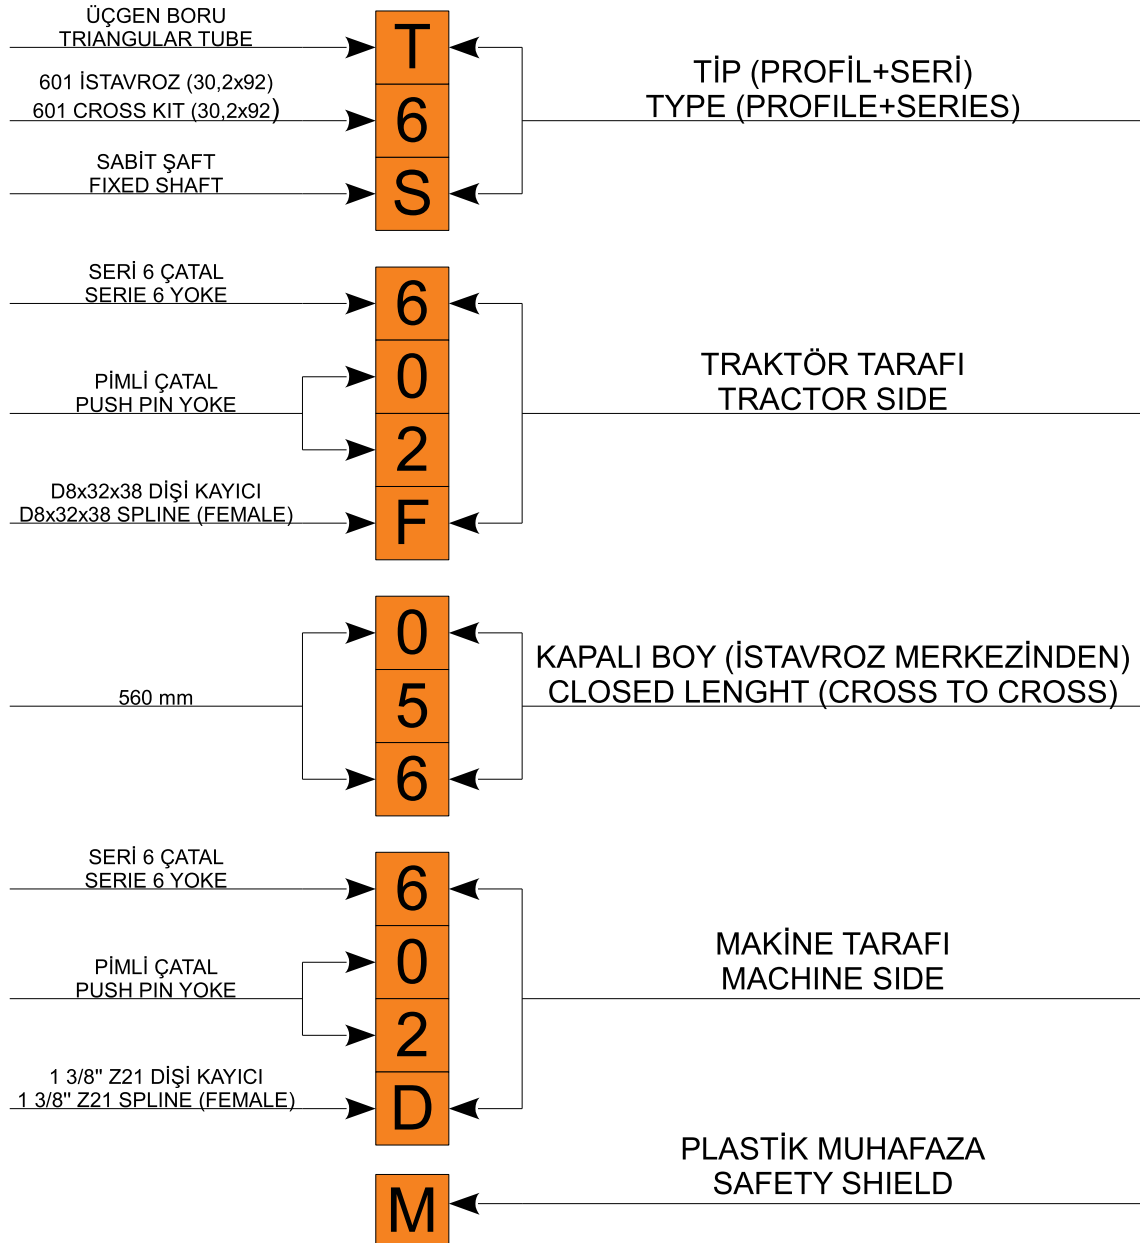 ÜÇGEN BORU
TRIANGULAR TUBE
T
601 İSTAVROZ (30,2x92)
601 CROSS KIT (30,2x92)
6
SABİT ŞAFT
FIXED SHAFT
S
TİP (PROFİL+SERİ)
TYPE (PROFILE+SERIES)
SERİ 6 ÇATAL
SERIE 6 YOKE
6
PİMLİ ÇATAL
PUSH PIN YOKE
0
2
D8x32x38 DİŞİ KAYICI
D8x32x38 SPLINE (FEMALE)
F
TRAKTÖR TARAFI
TRACTOR SIDE
560 mm
0
5
6
KAPALI BOY (İSTAVROZ MERKEZİNDEN)
CLOSED LENGHT (CROSS TO CROSS)
SERİ 6 ÇATAL
SERIE 6 YOKE
6
PİMLİ ÇATAL
PUSH PIN YOKE
0
2
1 3/8" Z21 DİŞİ KAYICI
1 3/8" Z21 SPLINE (FEMALE)
D
MAKİNE TARAFI
MACHINE SIDE
M
PLASTİK MUHAFAZA
SAFETY SHIELD